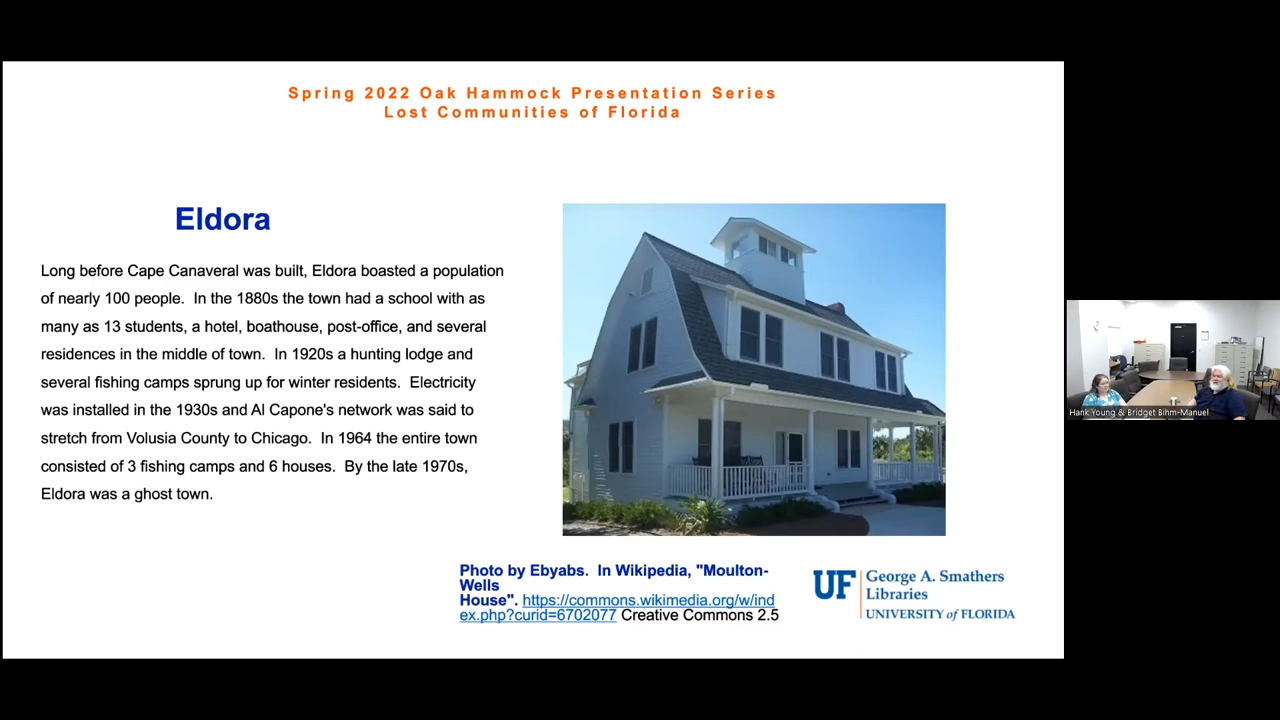 Spring 2022 Oak Hammock Presentation Series
Lost Communities of Florida
Eldora
Long before Cape Canaveral was built, Eldora boasted a population
of nearly 100 people. In the 1880s the town had a school with as
many as 13 students, a hotel, boathouse, post-office, and several
residences in the middle of town. In 1920s a hunting lodge and
several fishing camps sprung up for winter residents. Electricity
was installed in the 1930s and Al Capone's network was said to
stretch from Volusia County to Chicago. In 1964 the entire town
consisted of 3 fishing camps and 6 houses. By the late 1970s,
Eldora was a ghost town.
Photo by Ebyabs. In Wikipedia, "Moulton-
Wells
House". https://commons.wikimedia.org/w/ind
ex.php?curid=6702077 Creative Commons 2.5
UF George A. Smathers
Libraries
UNIVERSITY of FLORIDA
Hank Young & Bridget Bihm-Manuel